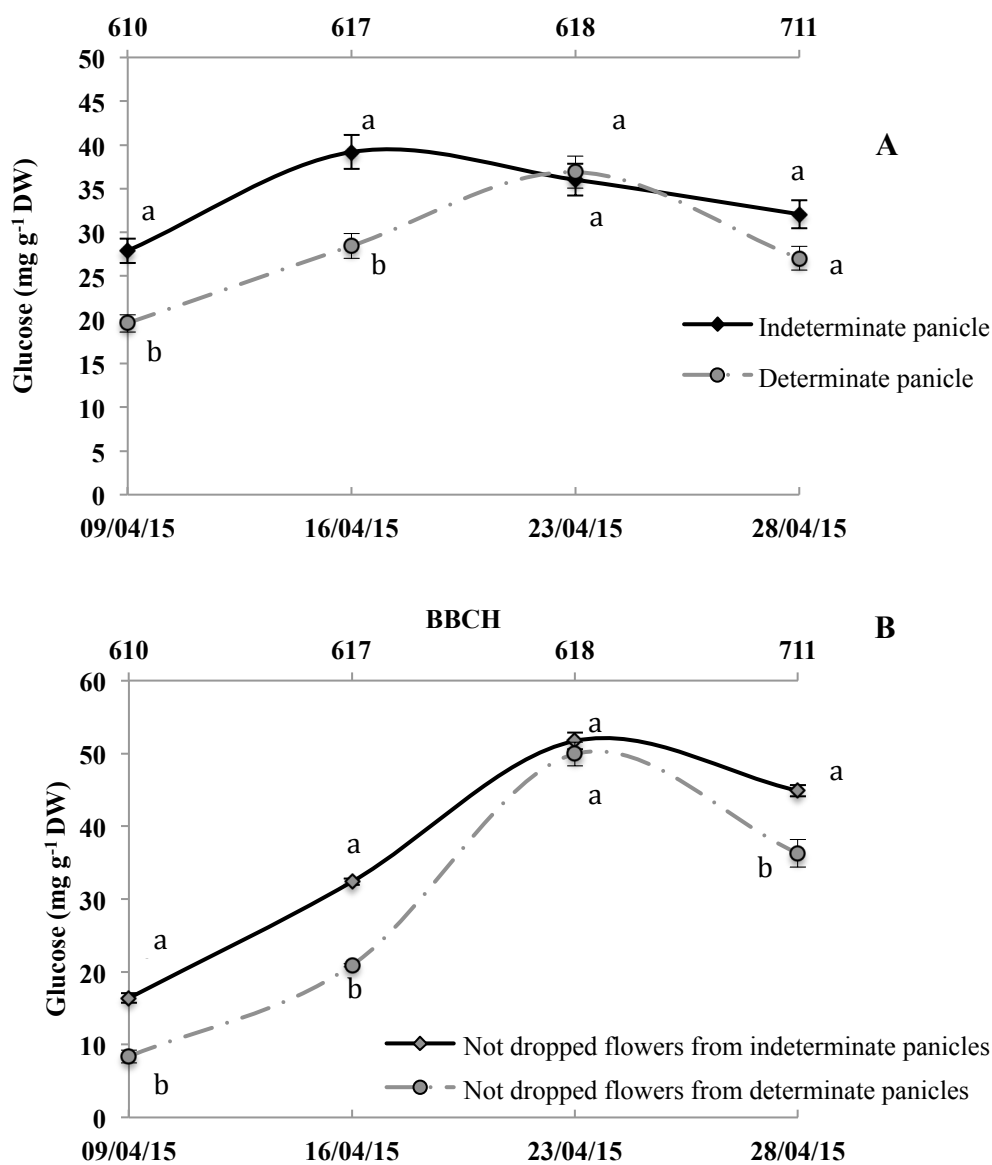 610 617 618 711
50
a a A
45
40
a
35
a
30
b a
25
20
b
15
10
5
0
Glucose (mg g-1 DW)
Indeterminate panicle
Determinate panicle
09/04/15 16/04/15 23/04/15 28/04/15
BBCH
B
610 617 618 711
60
a
50
a a
40
a b
30
a
20
b
10
b
0
Glucose (mg g-1 DW)
Not dropped flowers from indeterminate panicles
Not dropped flowers from determinate panicles
09/04/15 16/04/15 23/04/15 28/04/15